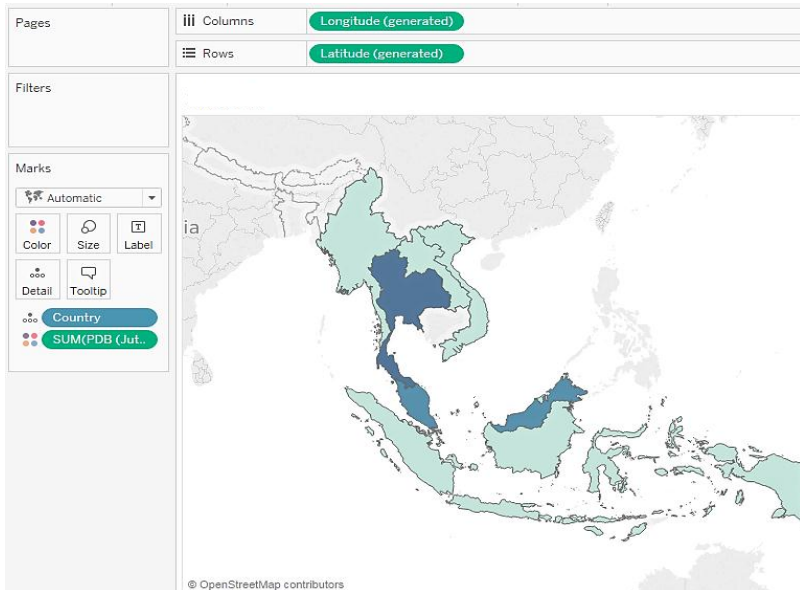 Pages
Columns
Longitude (generated)
Rows
Latitude (generated)
Filters
Marks
Automatic
Color
Size
Label
Detail
Tooltip
Country
SUM(PDB (Jut..
ia
© OpenStreetMap contributors